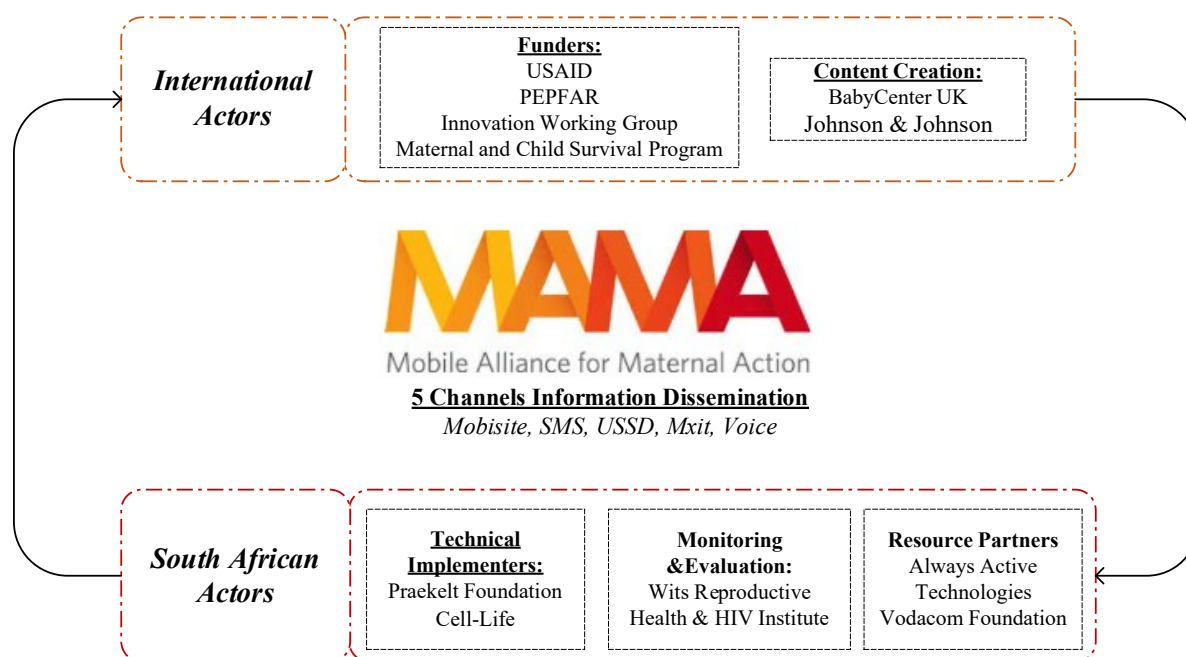 International
Actors
Funders:
USAID
PEPFAR
Innovation Working Group
Maternal and Child Survival Program
Content Creation:
BabyCenter UK
Johnson & Johnson
MAMA
Mobile Alliance for Maternal Action
5 Channels Information Dissemination
Mobisite, SMS, USSD, Mxit, Voice
South African
Actors
Technical
Implementers:
Praekelt Foundation
Cell-Life
Monitoring
&Evaluation:
Wits Reproductive
Health & HIV Institute
Resource Partners
Always Active
Technologies
Vodacom Foundation